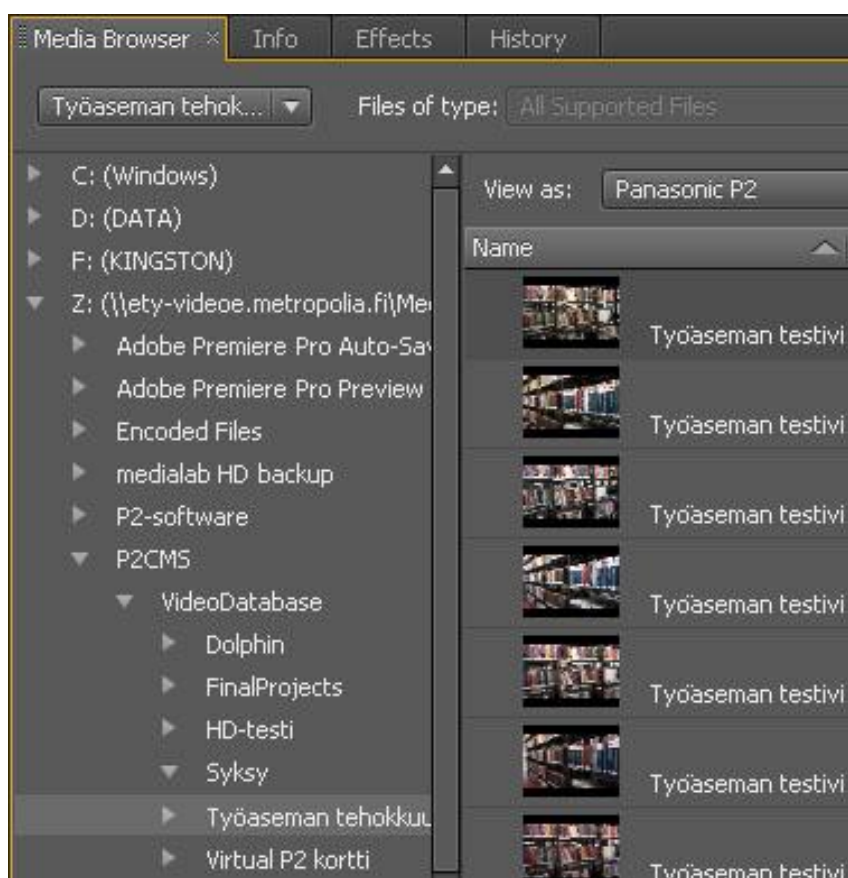 Media Browser × Info Effects History
Työaseman tehok... Files of type: All Supported Files
C: (Windows)
D: (DATA)
F: (KINGSTON)
Z: (\\ety-videoe.metropolia.fi\Me
Adobe Premiere Pro Auto-Sa
Adobe Premiere Pro Preview
Encoded Files
medialab HD backup
P2-software
P2CMS
VideoDatabase
Dolphin
FinalProjects
HD-testi
Syksy
Työaseman tehokkuu
Virtual P2 kortti
View as: Panasonic P2
Name
Työaseman testivi
Työaseman testivi
Työaseman testivi
Työaseman testivi
Työaseman testivi
Työaseman testivi
Työaseman testivi